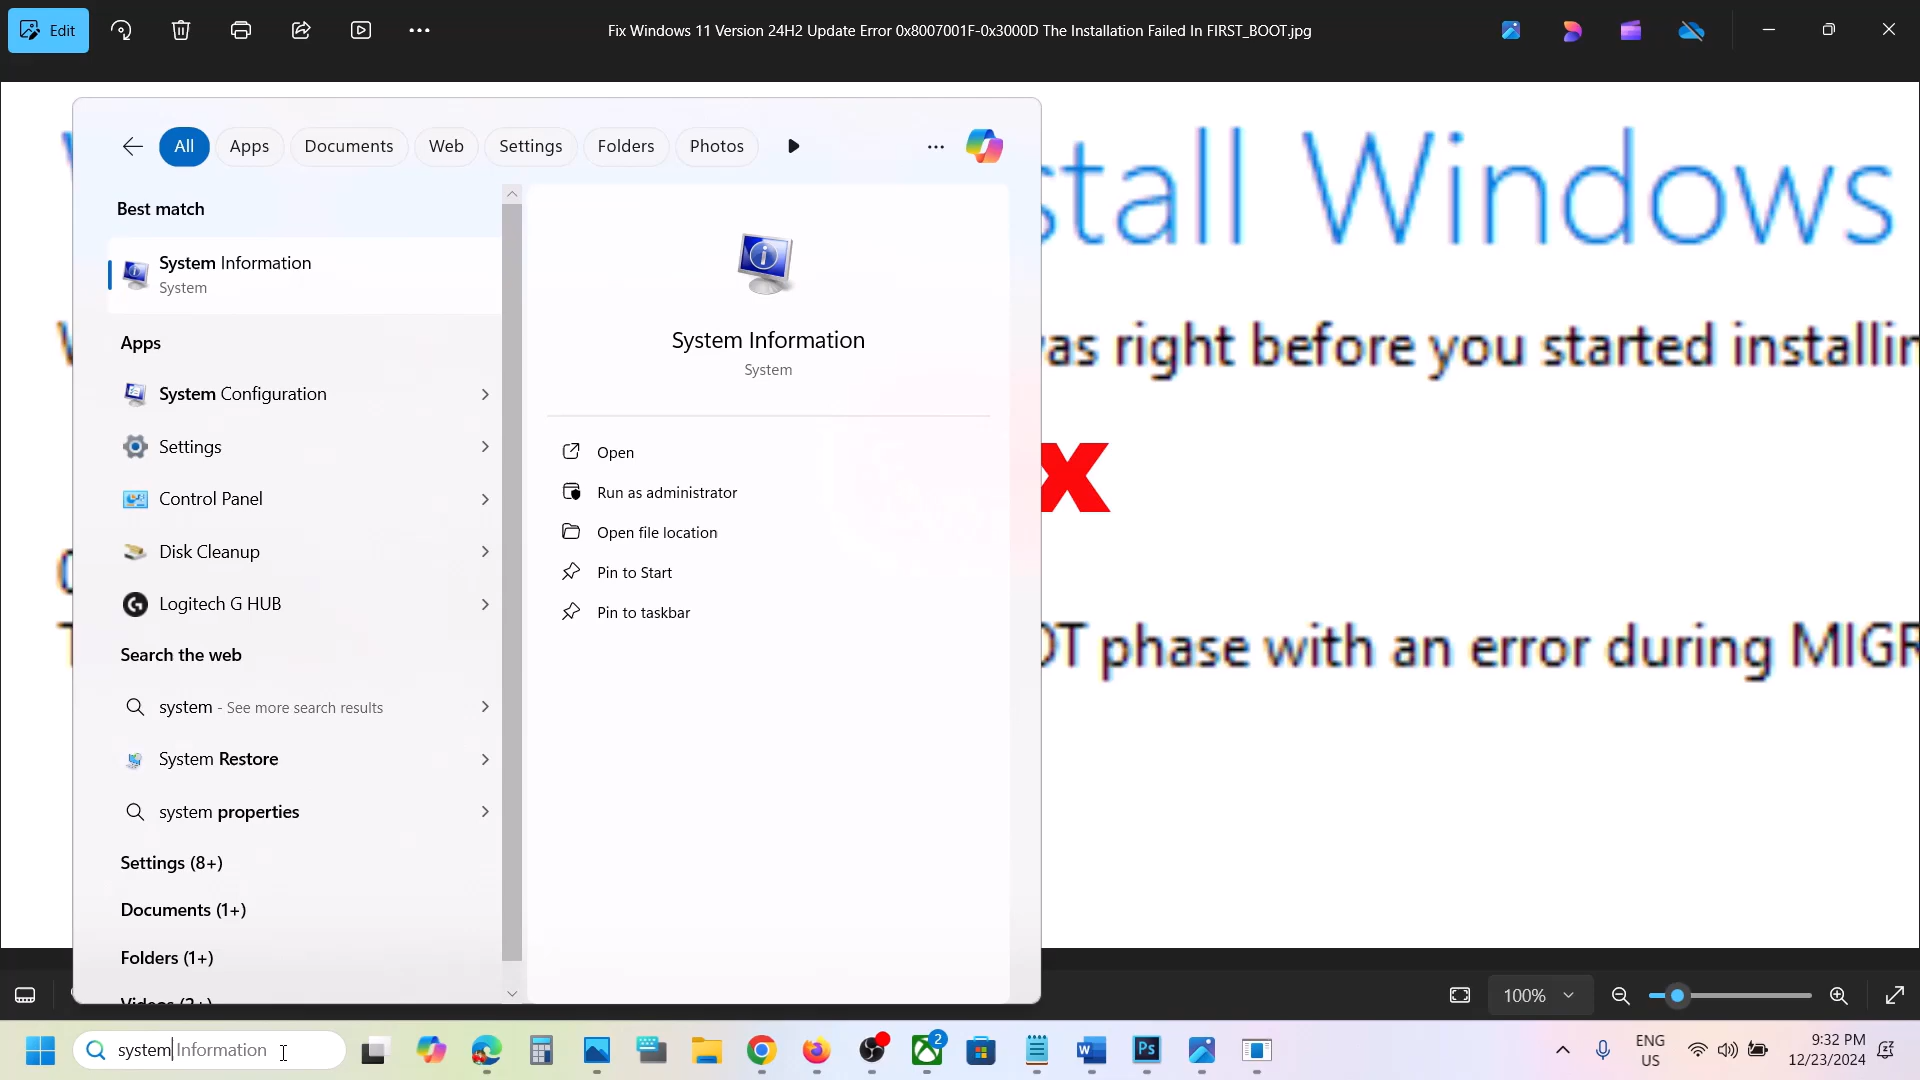 Edit
Fix Windows 11 Version 24H2 Update Error 0x8007001F-0x3000D The Installation Failed In FIRST_BOOT.jpg
All
Apps
Documents
Web
Settings
Folders
Photos
stall Windows
Best match
System Information
System
Apps
System Configuration
Settings
Control Panel
Disk Cleanup
Logitech G HUB
Search the web
system - See more search results
System Restore
system properties
Settings (8+)
Documents (1+)
Folders (1+)
System Information
System
Open
Run as administrator
Open file location
Pin to Start
Pin to taskbar
was right before you started installin
X
OT phase with an error during MIGR
100%
system Information
2
Ps
ENG
US
9:32 PM
12/23/2024